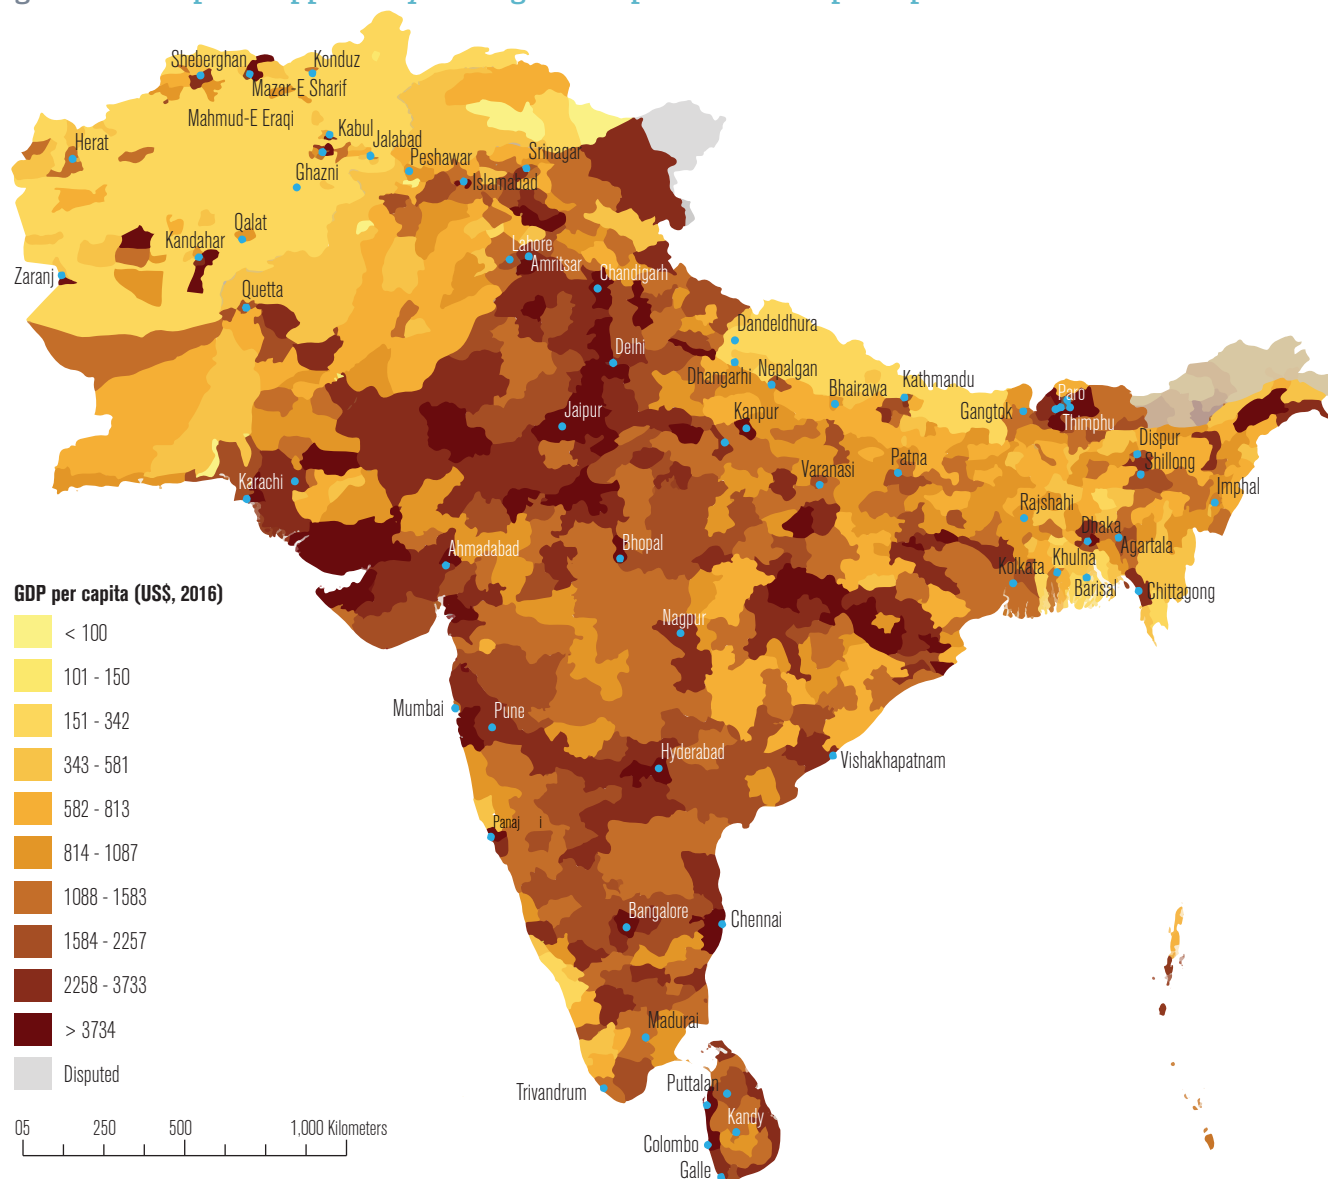 Sheberghan
Konduz
Mazar-E Sharif
Mahmud-E Eraqi
Kabul
Jalabad
Herat
Peshawar
Srinagar
Ghazni
Islamabad
Qalat
Kandahar
Lahore
Amritsar
Zaranj
Chandigarh
Quetta
Dandeldhura
Delhi
Dhangarhi
Nepalgan
Bhairawa
Kathmandu
Paro
Jaipur
Kanpur
Gangtok
Thimphu
Dispur
Shillong
Varanasi
Patna
Karachi
Imphal
Rajshahi
Dhaka
Ahmadabad
Bhopal
Agartala
Kolkata
Khulna
Barisal
Chittagong
GDP per capita (US$, 2016)
< 100
101 - 150
151 - 342
343 - 581
582 - 813
814 - 1087
1088 - 1583
1584 - 2257
2258 - 3733
> 3734
Disputed
Nagpur
Mumbai
Pune
Hyderabad
Vishakhapatnam
Panaj i
Bangalore
Chennai
Madurai
Trivandrum
Puttalan
Kandy
Colombo
Galle
05 250 500 1,000 Kilometers